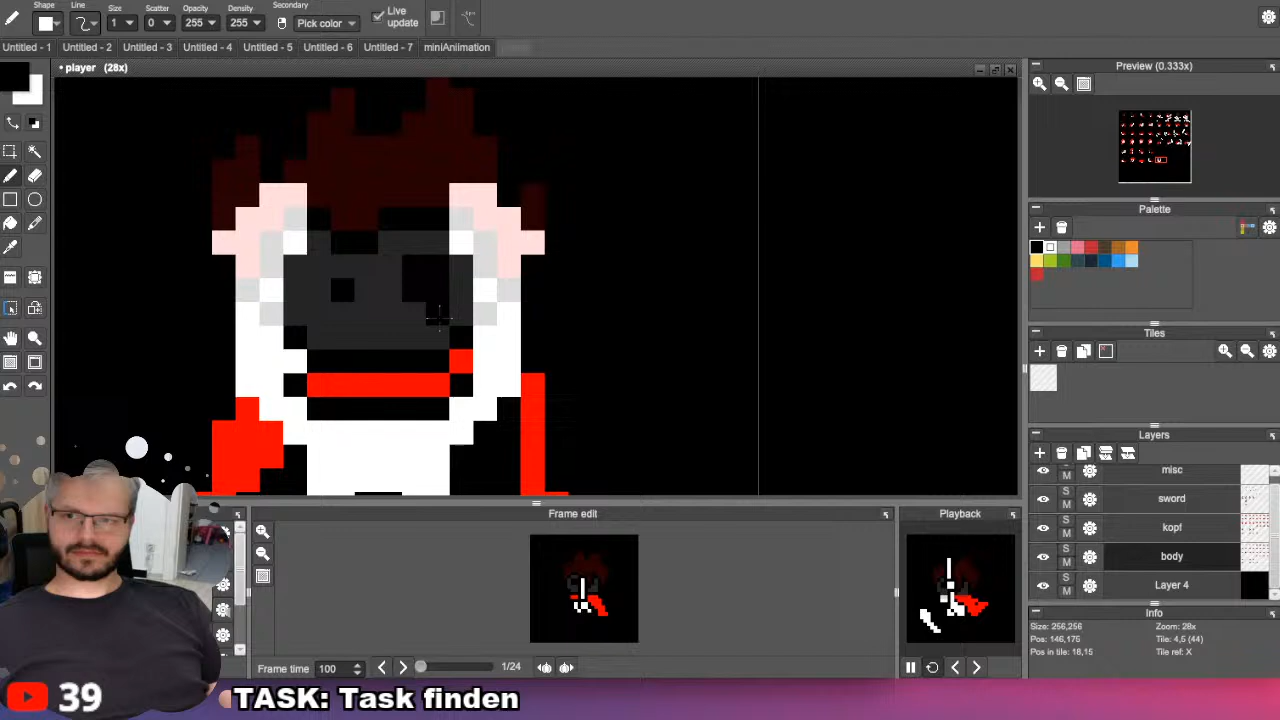 Shape Line Size Scatter Opacity Density Secondary
1 0 255 255 Pick color Live update
Untitled - 1 Untitled - 2 Untitled - 3 Untitled - 4 Untitled - 5 Untitled - 6 Untitled - 7 miniAniimation
• player (28x)
Preview (0.333x)
Palette
Tiles
Layers
S
M
misc
S
M
sword
S
M
kopf
S
M
body
S
M
Layer 4
Info
Size: 256,256 Zoom: 28x
Pos: 146,175 Tile: 4,5 (44)
Pos in tile: 18,15 Tile ref: X
Frame edit
Playback
Frame time 100 1/24
39
TASK: Task finden